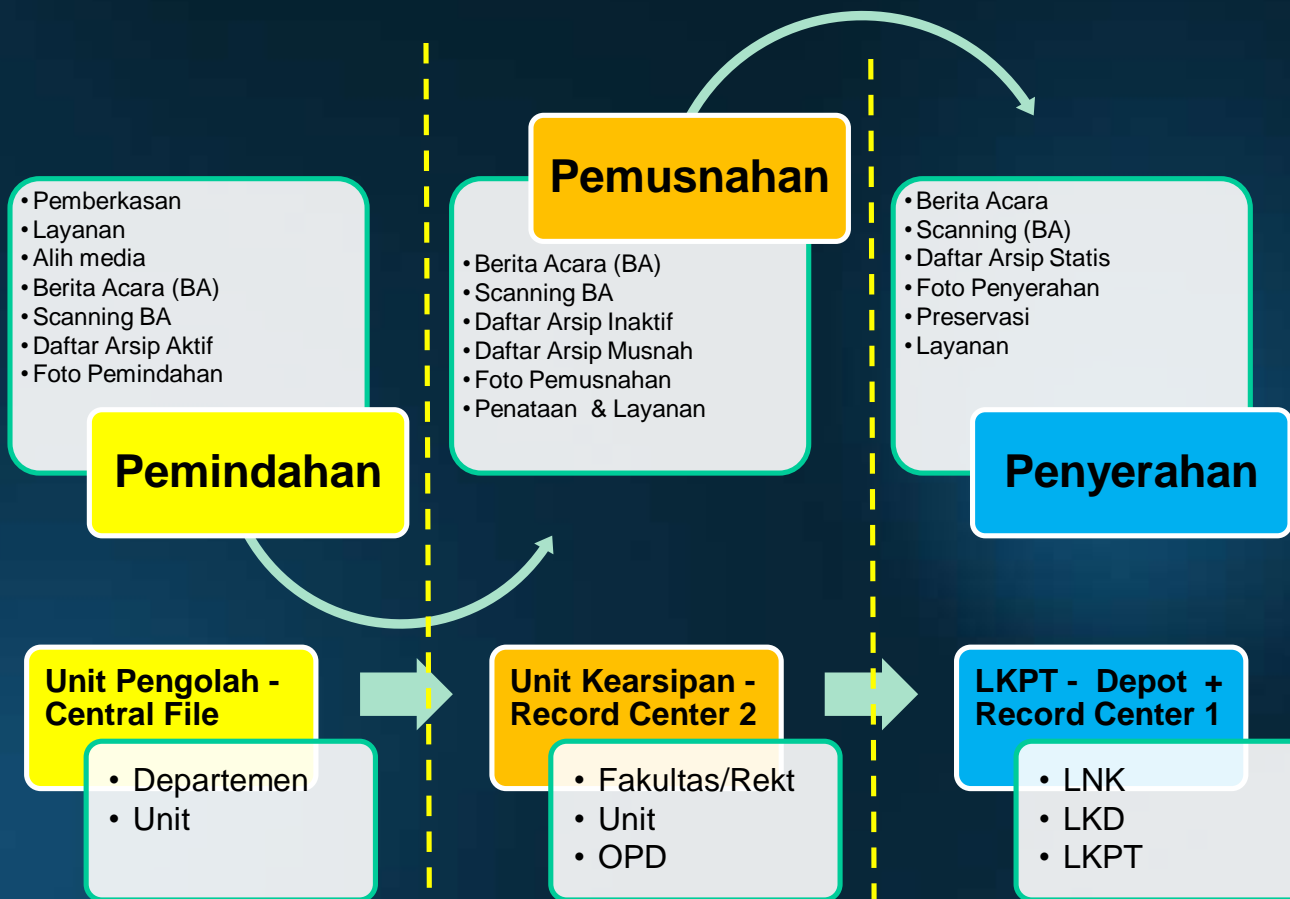 • Pemberkasan
• Layanan
• Alih media
• Berita Acara (BA)
• Scanning BA
• Daftar Arsip Aktif
• Foto Pemindahan
Pemindahan
Pemusnahan
• Berita Acara (BA)
• Scanning BA
• Daftar Arsip Inaktif
• Daftar Arsip Musnah
• Foto Pemusnahan
• Penataan & Layanan
• Berita Acara
• Scanning (BA)
• Daftar Arsip Statis
• Foto Penyerahan
• Preservasi
• Layanan
Penyerahan
Unit Pengolah -
Central File
• Departemen
• Unit
Unit Kearsipan -
Record Center 2
• Fakultas/Rekt
• Unit
• OPD
LKPT - Depot +
Record Center 1
• LNK
• LKD
• LKPT